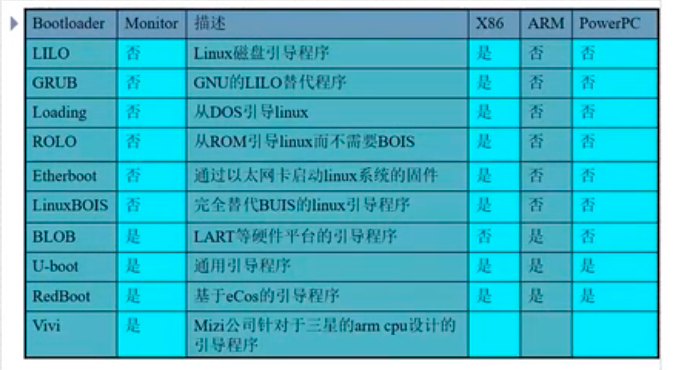 Bootloader Monitor 描述 X86 ARM PowerPC
LILO 否 Linux磁盘引导程序 是 否 否
GRUB 否 GNU的LILO替代程序 是 否 否
Loading 否 从DOS引导linux 是 否 否
ROLO 否 从ROM引导linux而不需要BOIS 是 否 否
Etherboot 否 通过以太网卡启动linux系统的固件 是 否 否
LinuxBOIS 否 完全替代BUIS的linux引导程序 是 否 否
BLOB 是 LART等硬件平台的引导程序 否 是 否
U-boot 是 通用引导程序 是 是 是
RedBoot 是 基于eCos的引导程序 是 是 是
Vivi 是 Mizi公司针对于三星的arm cpu设计的
引导程序